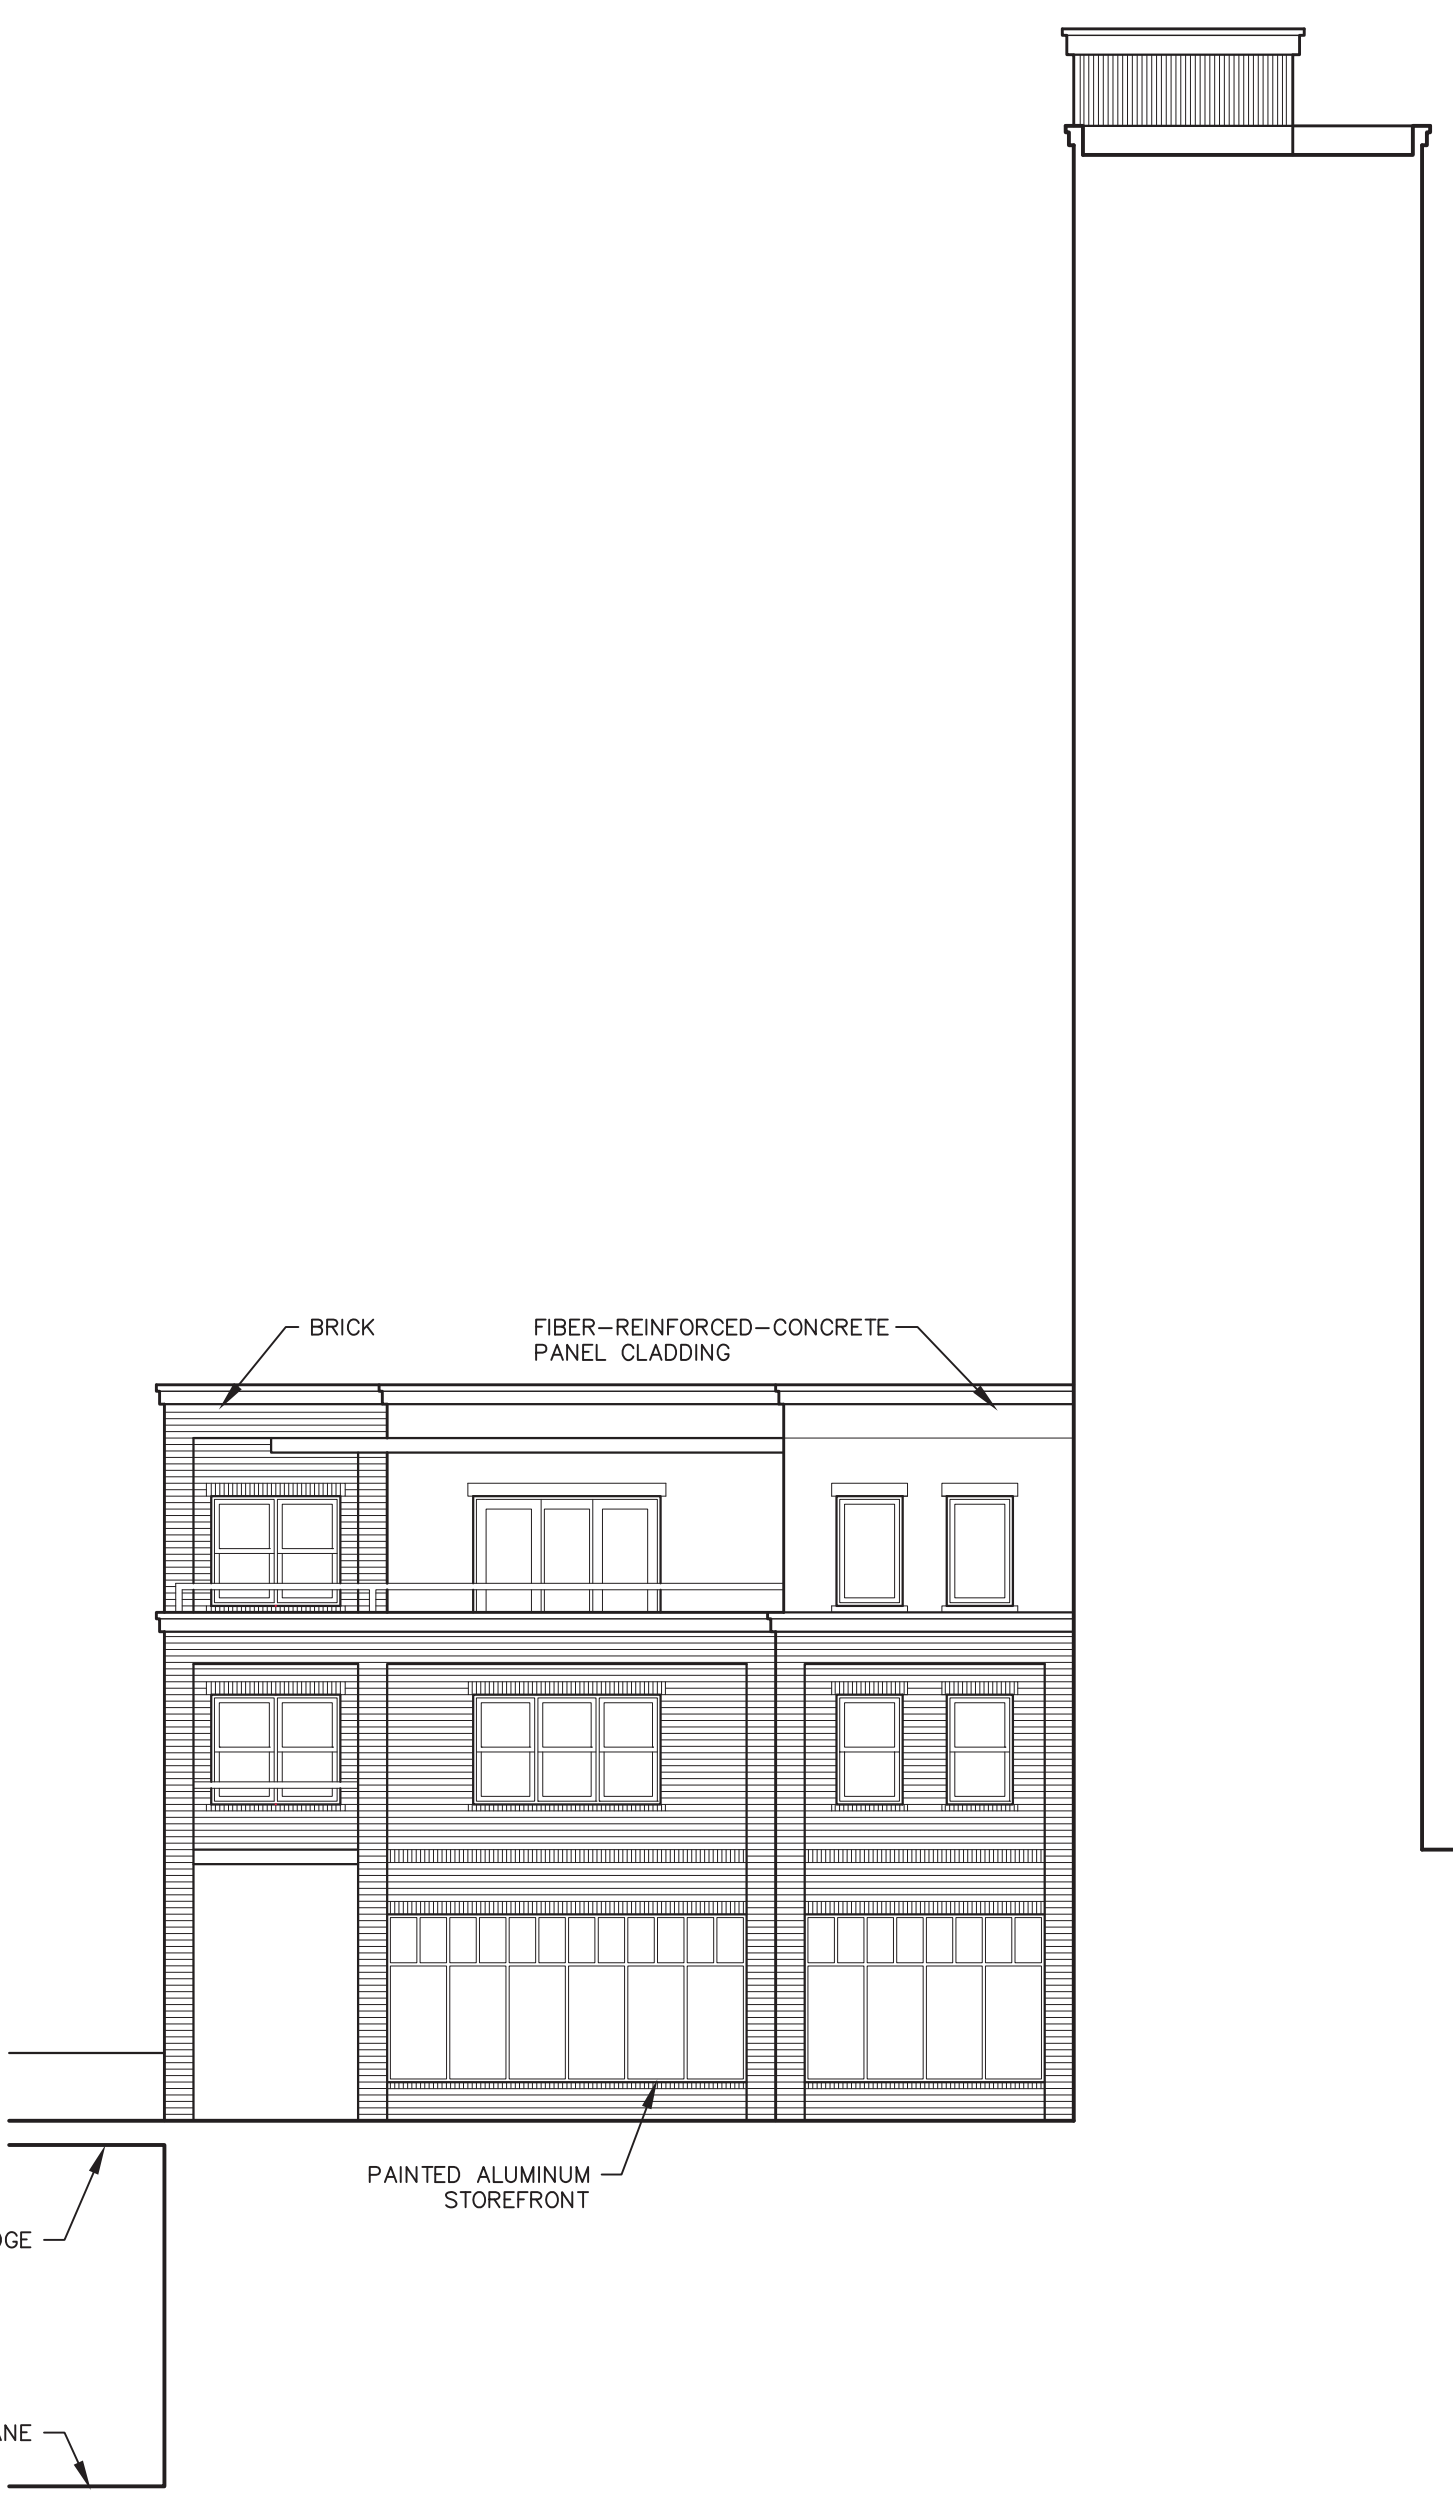 BRICK
FIBER-REINFORCED-CONCRETE
PANEL CLADDING
PAINTED ALUMINUM
STOREFRONT